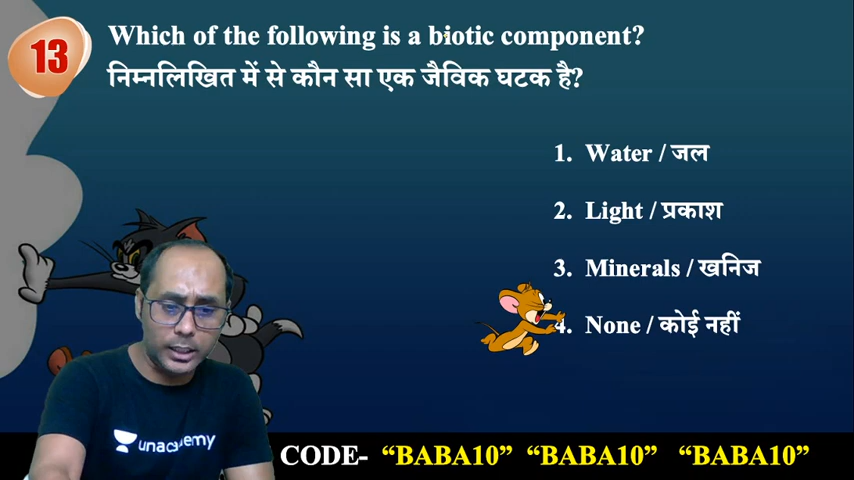 13
Which of the following is a biotic component?
निम्नलिखित में से कौन सा एक जैविक घटक है?
1. Water / जल
2. Light / प्रकाश
3. Minerals / खनिज
4. None / कोई नहीं
unacademy
CODE- “BABA10” “BABA10” “BABA10”